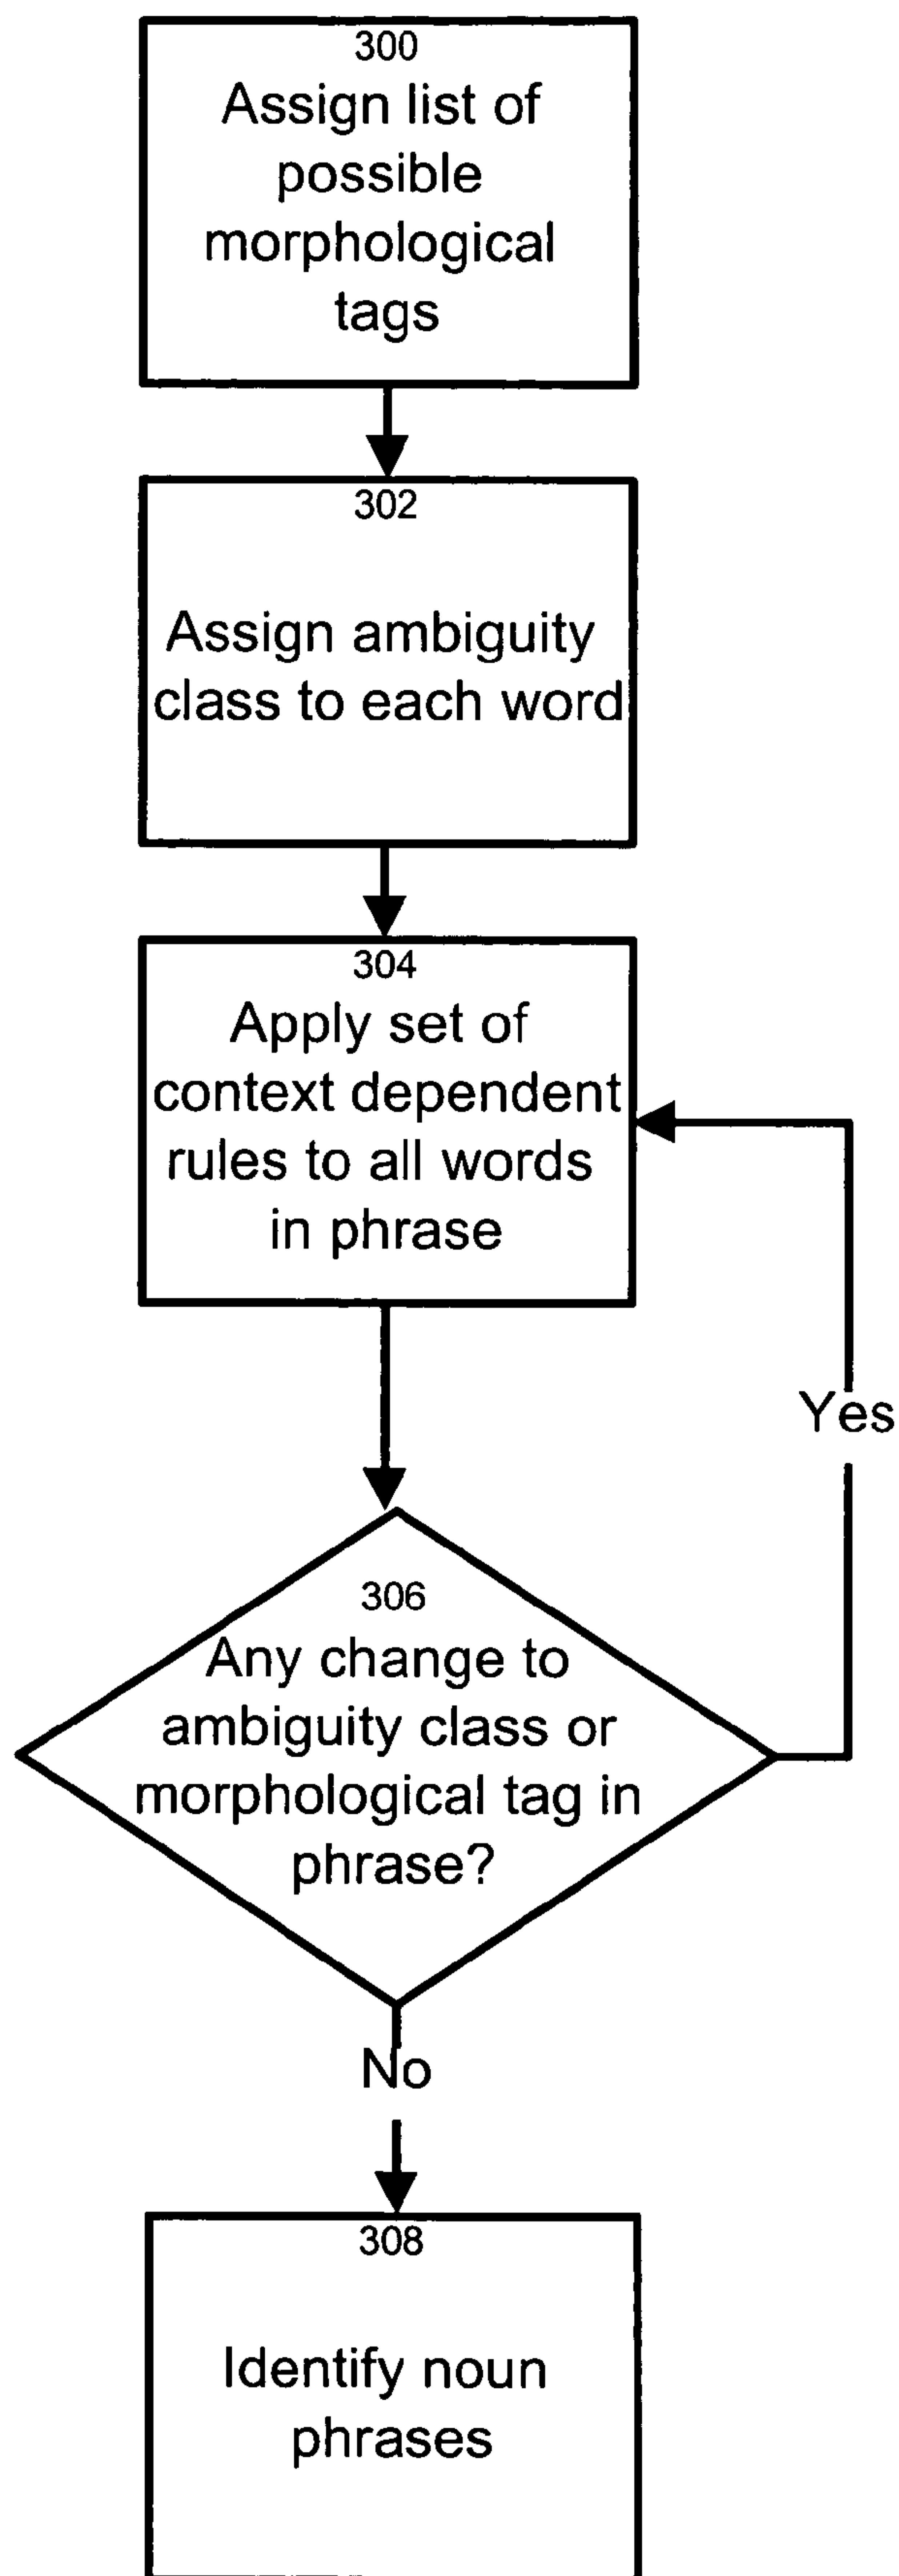 300
Assign list of
possible
morphological
tags
302
Assign ambiguity
class to each word
304
Apply set of
context dependent
rules to all words
in phrase
Yes
306
Any change to
ambiguity class or
morphological tag in
phrase?
No
308
Identify noun
phrases